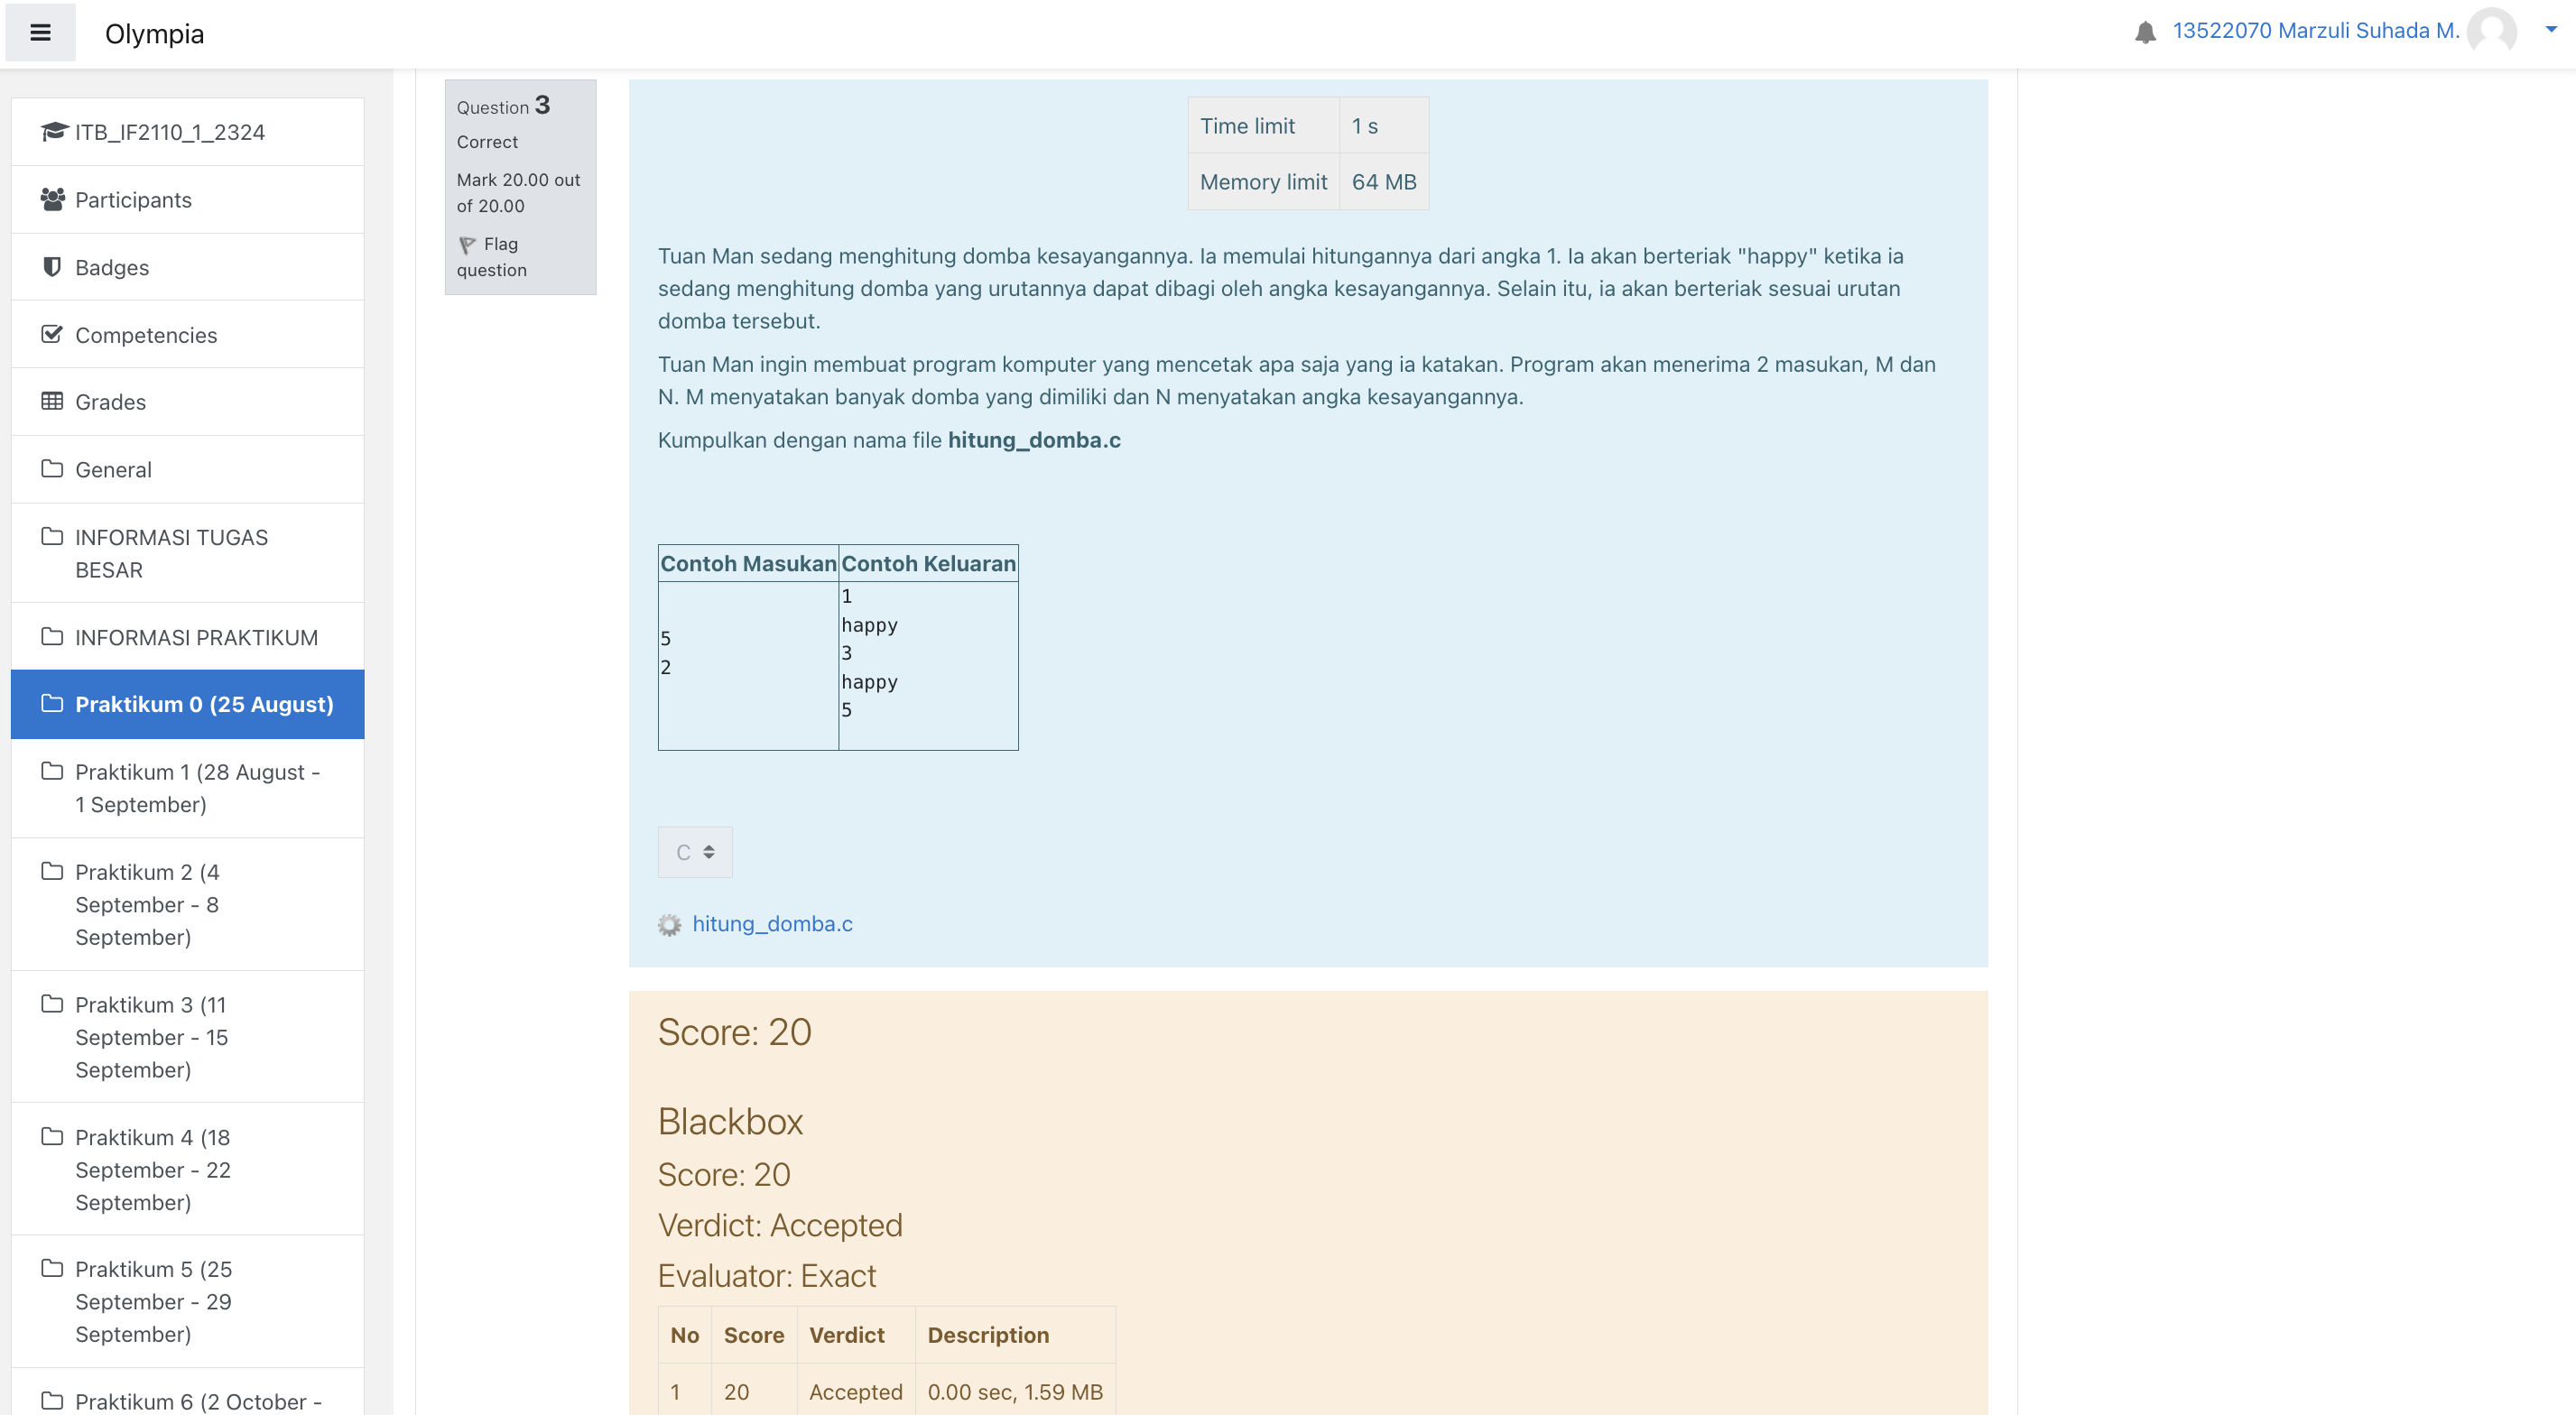 Olympia
13522070 Marzuli Suhada M.
ITB_IF2110_1_2324
Participants
Badges
Competencies
Grades
General
INFORMASI TUGAS
BESAR
INFORMASI PRAKTIKUM
Praktikum 0 (25 August)
Praktikum 1 (28 August -
1 September)
Praktikum 2 (4
September - 8
September)
Praktikum 3 (11
September - 15
September)
Praktikum 4 (18
September - 22
September)
Praktikum 5 (25
September - 29
September)
Praktikum 6 (2 October -
Question 3
Correct
Mark 20.00 out
of 20.00
Flag
question
Time limit 1 s
Memory limit 64 MB
Tuan Man sedang menghitung domba kesayangannya. Ia memulai hitungannya dari angka 1. Ia akan berteriak "happy" ketika ia
sedang menghitung domba yang urutannya dapat dibagi oleh angka kesayangannya. Selain itu, ia akan berteriak sesuai urutan
domba tersebut.
Tuan Man ingin membuat program komputer yang mencetak apa saja yang ia katakan. Program akan menerima 2 masukan, M dan
N. M menyatakan banyak domba yang dimiliki dan N menyatakan angka kesayangannya.
Kumpulkan dengan nama file hitung_domba.c
Contoh Masukan Contoh Keluaran
5
2
1
happy
3
happy
5
C
hitung_domba.c
Score: 20
Blackbox
Score: 20
Verdict: Accepted
Evaluator: Exact
No Score Verdict Description
1 20 Accepted 0.00 sec, 1.59 MB